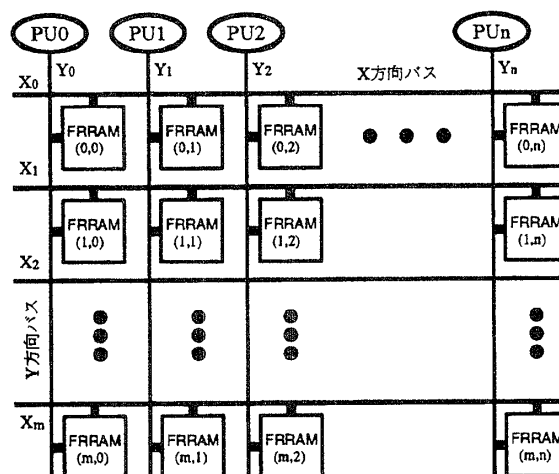 PU0 PU1 PU2 PUn
Y0 Y1 Y2 X方向バス Yn
X0
FRRAM FRRAM FRRAM FRRAM
(0,0) (0,1) (0,2) (0,n)
X1
FRRAM FRRAM FRRAM FRRAM
(1,0) (1,1) (1,2) (1,n)
X2
Y方向バス
Xm
FRRAM FRRAM FRRAM FRRAM
(m,0) (m,1) (m,2) (m,n)